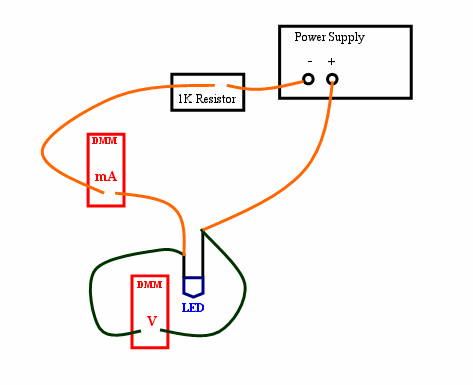 Power Supply
- +
1K Resistor
DMM
mA
DMM
V
LED